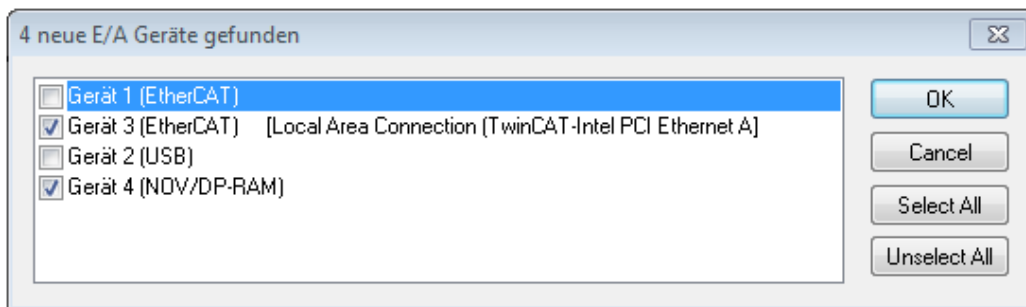 4 neue E/A Geräte gefunden
Gerät 1 (EtherCAT)
Gerät 3 (EtherCAT) [Local Area Connection (TwinCAT-Intel PCI Ethernet A]
Gerät 2 (USB)
Gerät 4 (NOV/DP-RAM)
OK
Cancel
Select All
Unselect All